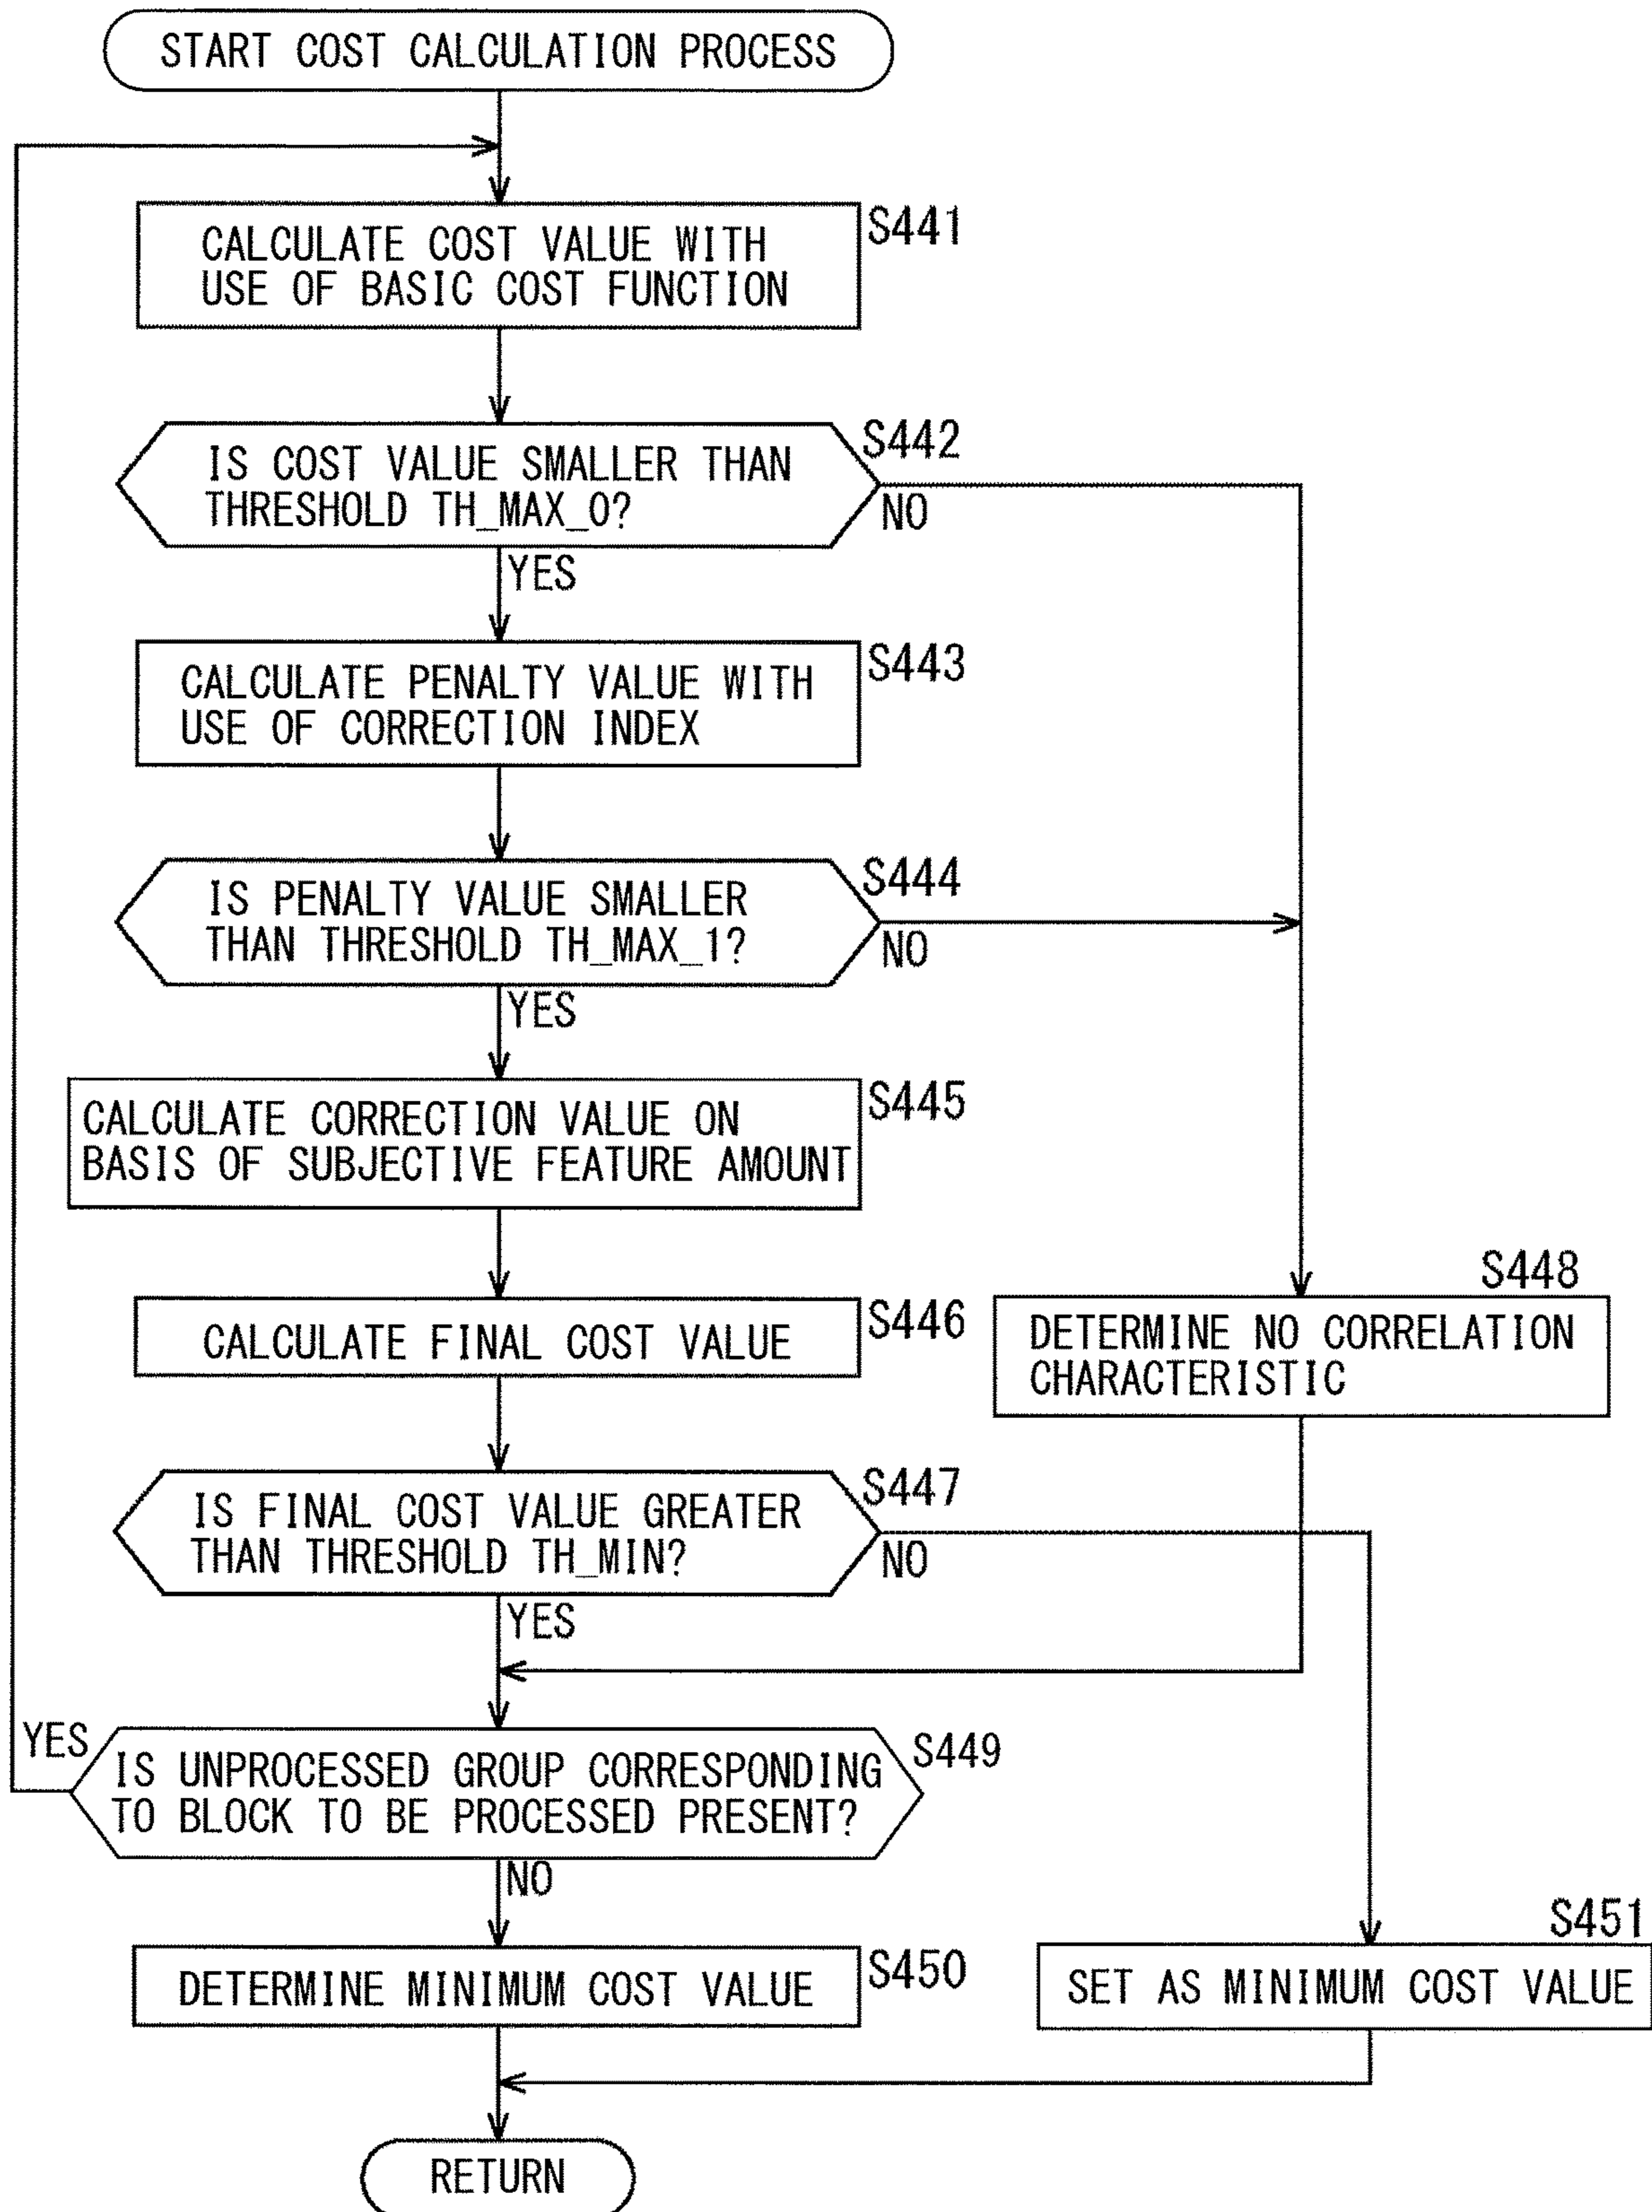 START COST CALCULATION PROCESS
S441
CALCULATE COST VALUE WITH
USE OF BASIC COST FUNCTION
S442
IS COST VALUE SMALLER THAN
THRESHOLD TH_MAX_0?
NO
YES
S443
CALCULATE PENALTY VALUE WITH
USE OF CORRECTION INDEX
S444
IS PENALTY VALUE SMALLER
THAN THRESHOLD TH_MAX_1?
NO
YES
S445
CALCULATE CORRECTION VALUE ON
BASIS OF SUBJECTIVE FEATURE AMOUNT
S446
CALCULATE FINAL COST VALUE
S448
DETERMINE NO CORRELATION
CHARACTERISTIC
S447
IS FINAL COST VALUE GREATER
THAN THRESHOLD TH_MIN?
NO
YES
YES
S449
IS UNPROCESSED GROUP CORRESPONDING
TO BLOCK TO BE PROCESSED PRESENT?
NO
S450
DETERMINE MINIMUM COST VALUE
S451
SET AS MINIMUM COST VALUE
RETURN